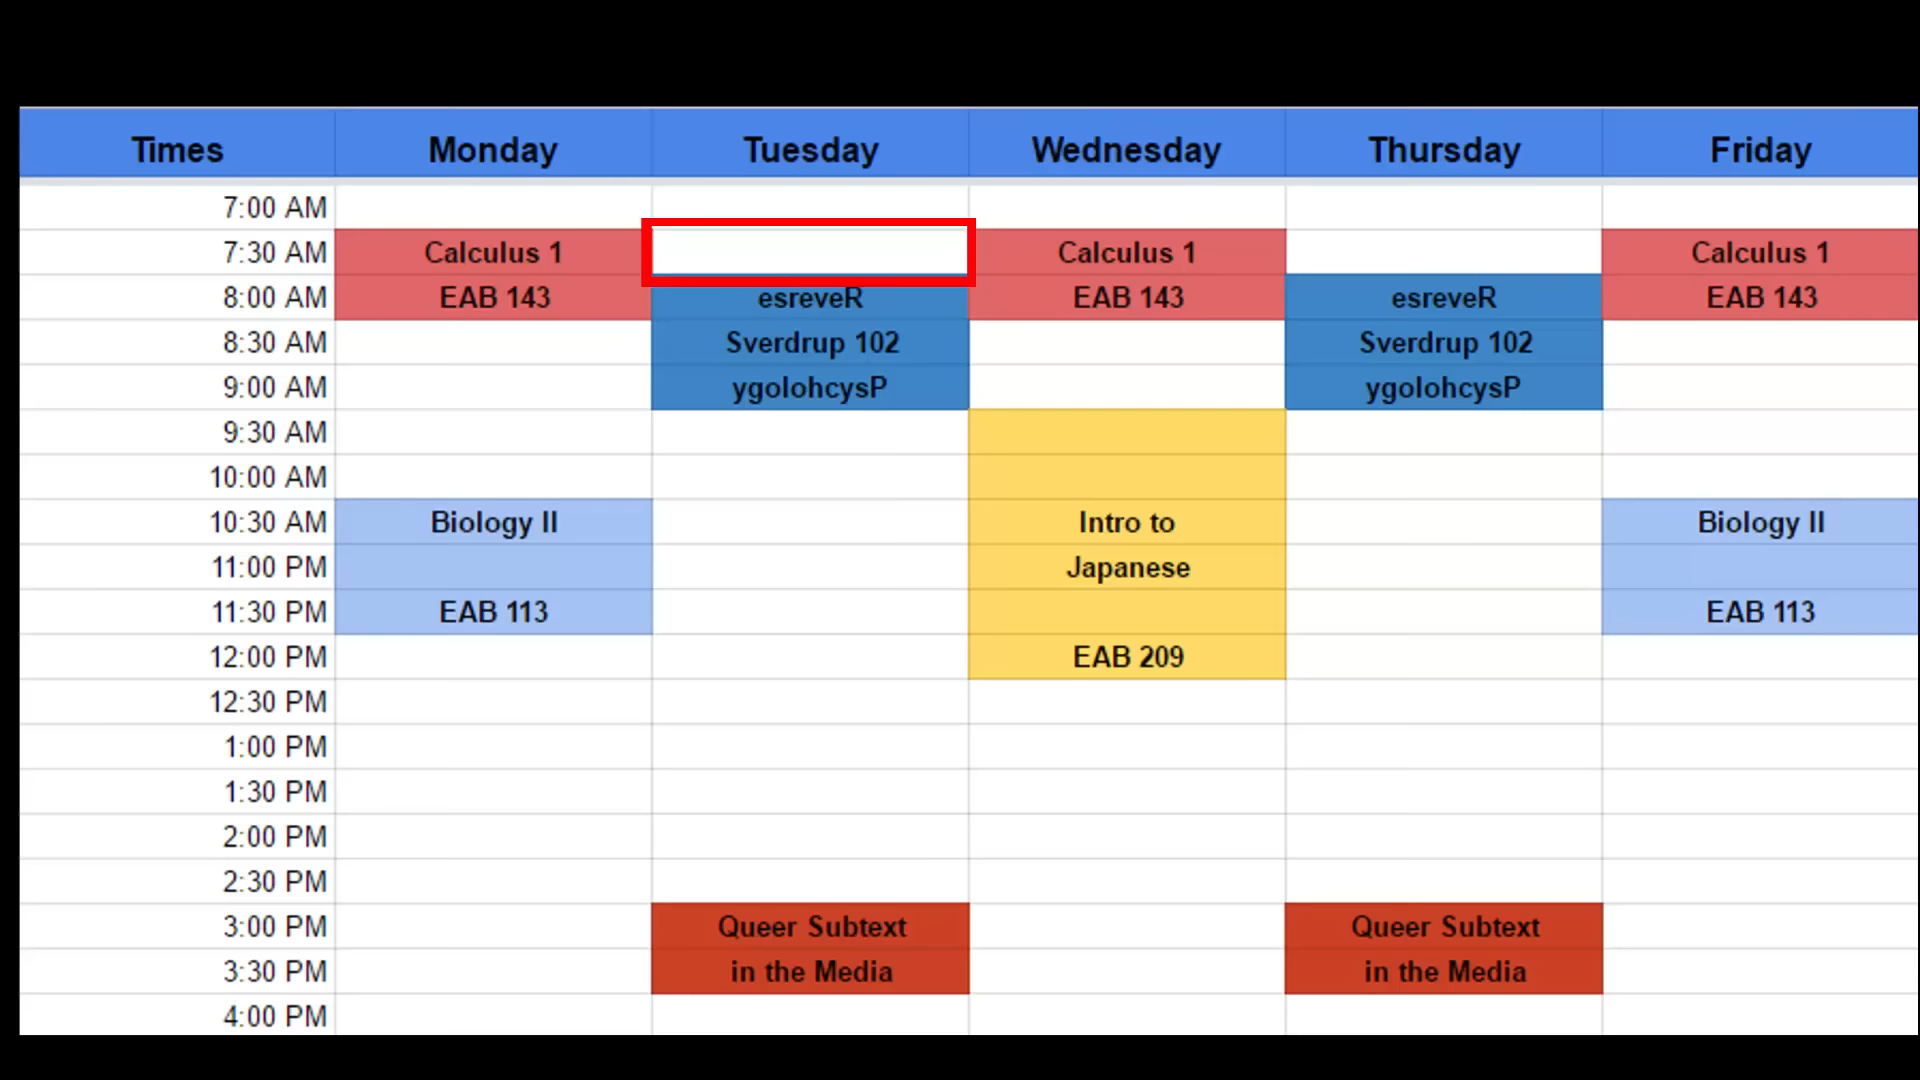 Times Monday Tuesday Wednesday Thursday Friday
7:00 AM
7:30 AM Calculus 1 Calculus 1 Calculus 1
8:00 AM EAB 143 esreveR EAB 143 esreveR EAB 143
8:30 AM Sverdrup 102 Sverdrup 102
9:00 AM ygolohcysP ygolohcysP
9:30 AM
10:00 AM
10:30 AM Biology II Intro to Biology II
11:00 PM Japanese
11:30 PM EAB 113 EAB 113
12:00 PM EAB 209
12:30 PM
1:00 PM
1:30 PM
2:00 PM
2:30 PM
3:00 PM Queer Subtext Queer Subtext
3:30 PM in the Media in the Media
4:00 PM